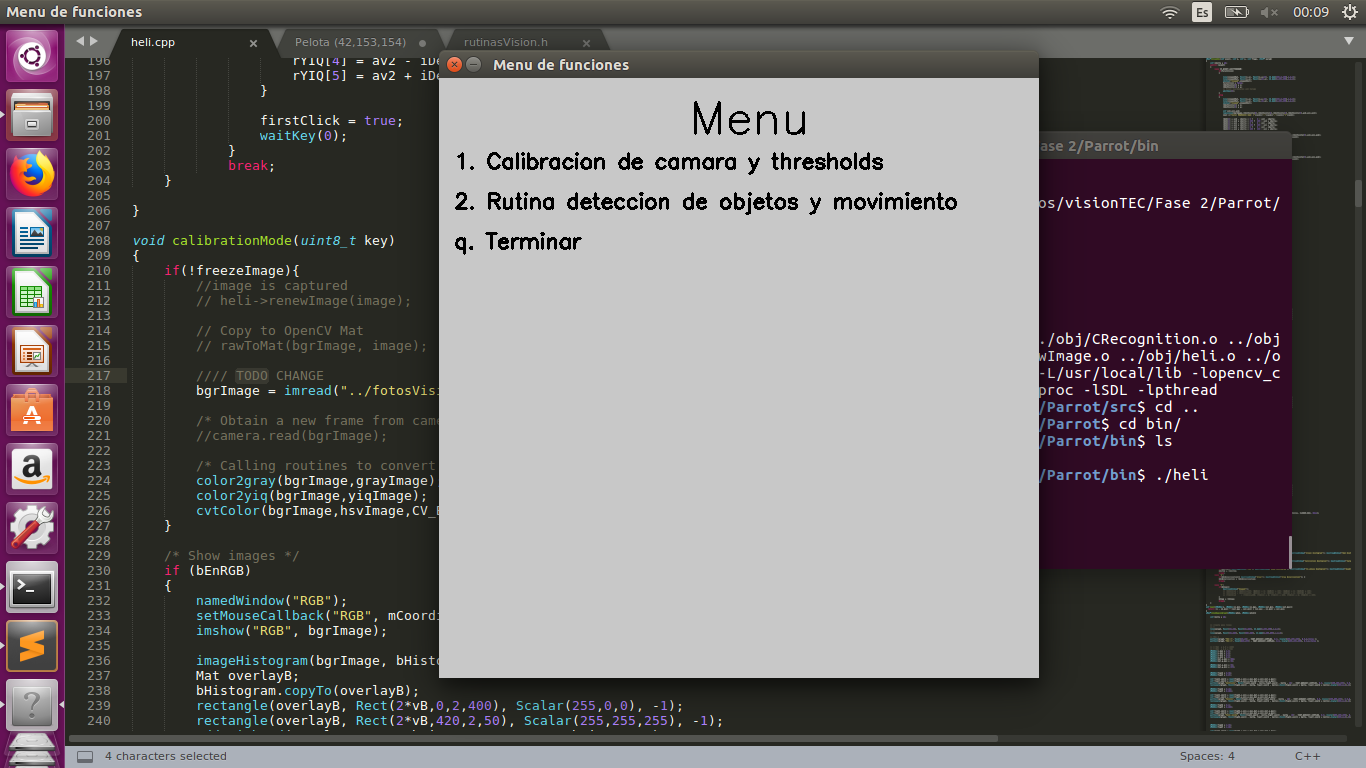 Menu de funciones
Es
00:09
heli.cpp
Pelota (42,153,154)
rutinasVision.h
196 rYIQ[4] = av2 - iDe
197 rYIQ[5] = av2 + iDe
198 }
199
200 firstClick = true;
201 waitKey(0);
202 }
203 break;
204 }
205
206 }
207
208 void calibrationMode(uint8_t key)
209 {
210 if(!freezeImage){
211 //image is captured
212 // heli->renewImage(image);
213
214 // Copy to OpenCV Mat
215 // rawToMat(bgrImage, image);
216
217 //// TODO CHANGE
218 bgrImage = imread("../fotosVisi
219
220 /* Obtain a new frame from came
221 //camera.read(bgrImage);
222
223 /* Calling routines to convert
224 color2gray(bgrImage,grayImage);
225 color2yiq(bgrImage,yiqImage);
226 cvtColor(bgrImage,hsvImage,CV_B
227 }
228
229 /* Show images */
230 if (bEnRGB)
231 {
232 namedWindow("RGB");
233 setMouseCallback("RGB", mCoordi
234 imshow("RGB", bgrImage);
235
236 imageHistogram(bgrImage, bHisto
237 Mat overlayB;
238 bHistogram.copyTo(overlayB);
239 rectangle(overlayB, Rect(2*vB,0,2,400), Scalar(255,0,0), -1);
240 rectangle(overlayB, Rect(2*vB,420,2,50), Scalar(255,255,255), -1);
Menu de funciones
Menu
1. Calibracion de camara y thresholds
2. Rutina deteccion de objetos y movimiento
q. Terminar
ase 2/Parrot/bin
os/visionTEC/Fase 2/Parrot/
./obj/CRecognition.o ../obj
wImage.o ../obj/heli.o ../o
-L/usr/local/lib -lopencv_c
proc -lSDL -lpthread
/Parrot/src$ cd ..
/Parrot$ cd bin/
/Parrot/bin$ ls
/Parrot/bin$ ./heli
4 characters selected
Spaces: 4
C++